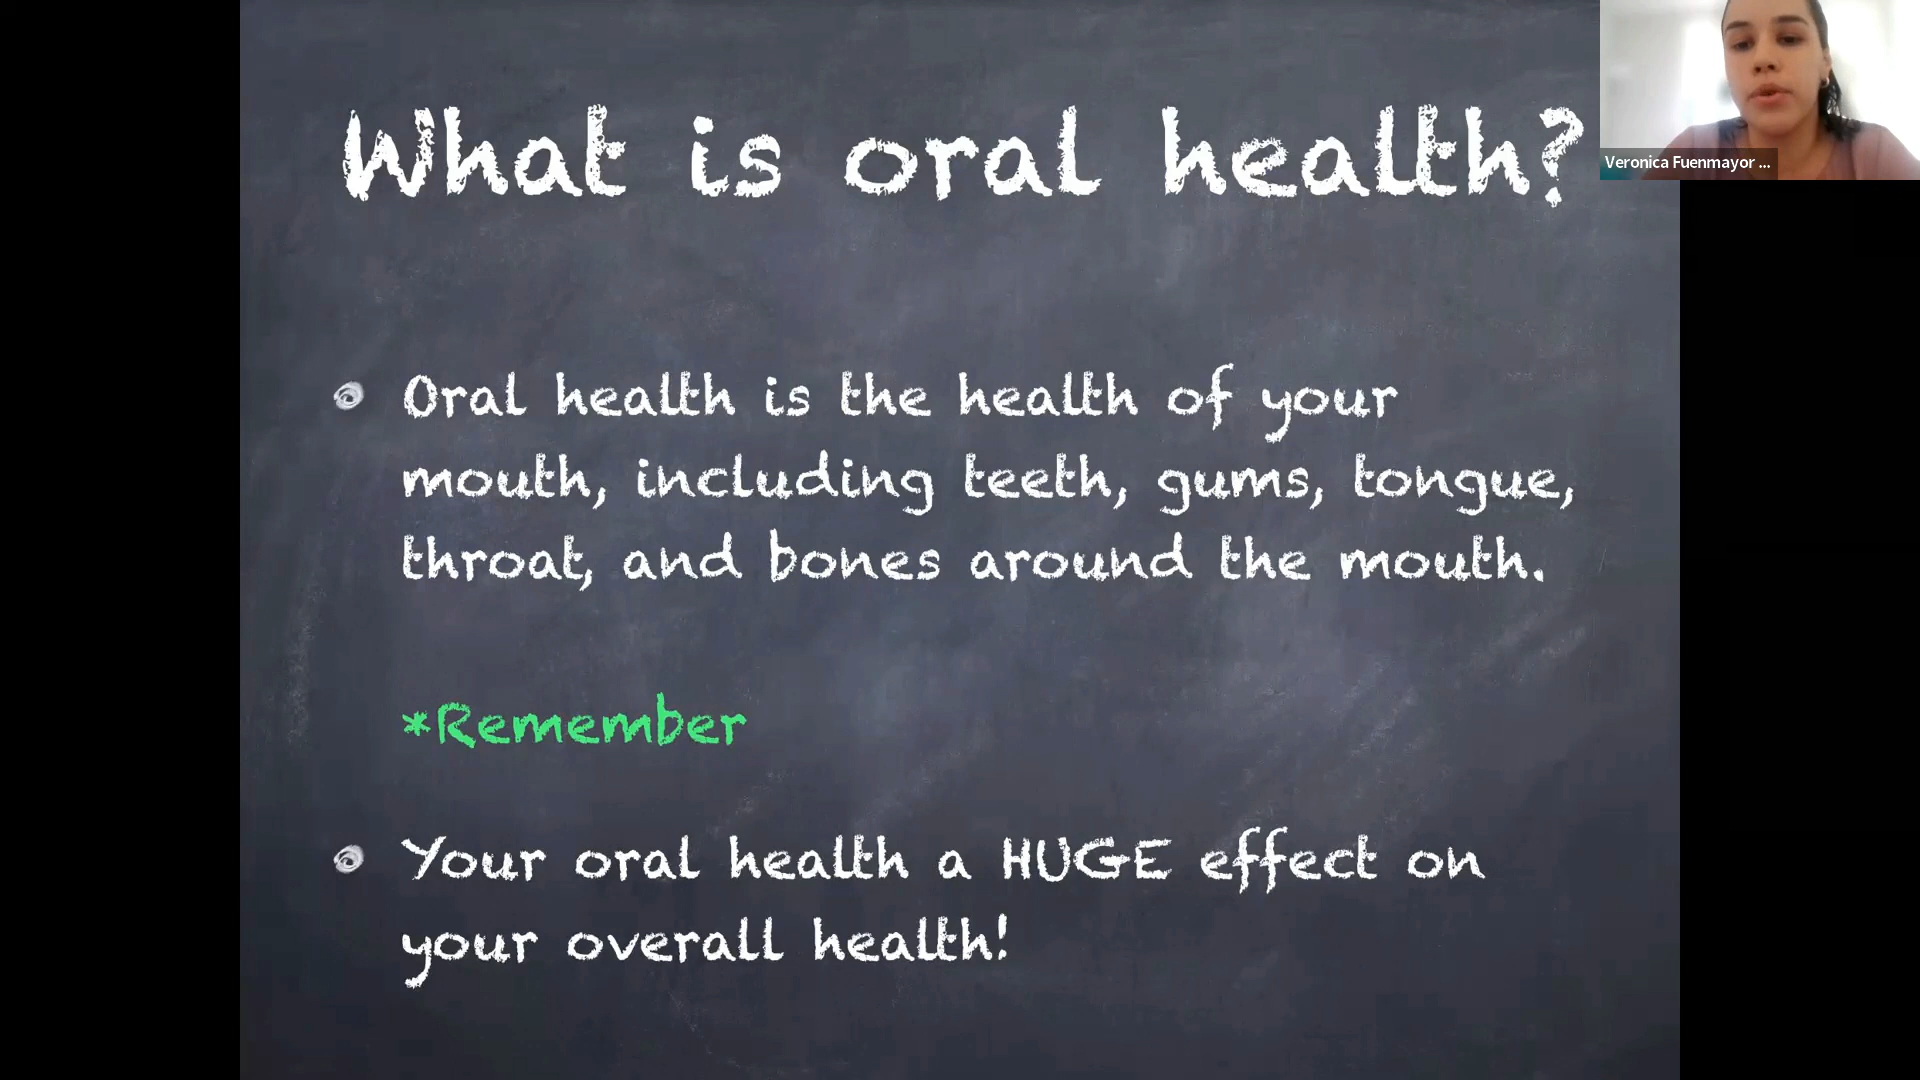 What is oral health?
Veronica Fuenmayor ...
Oral health is the health of your
mouth, including teeth, gums, tongue,
throat, and bones around the mouth.
*Remember
Your oral health a HUGE effect on
your overall health!